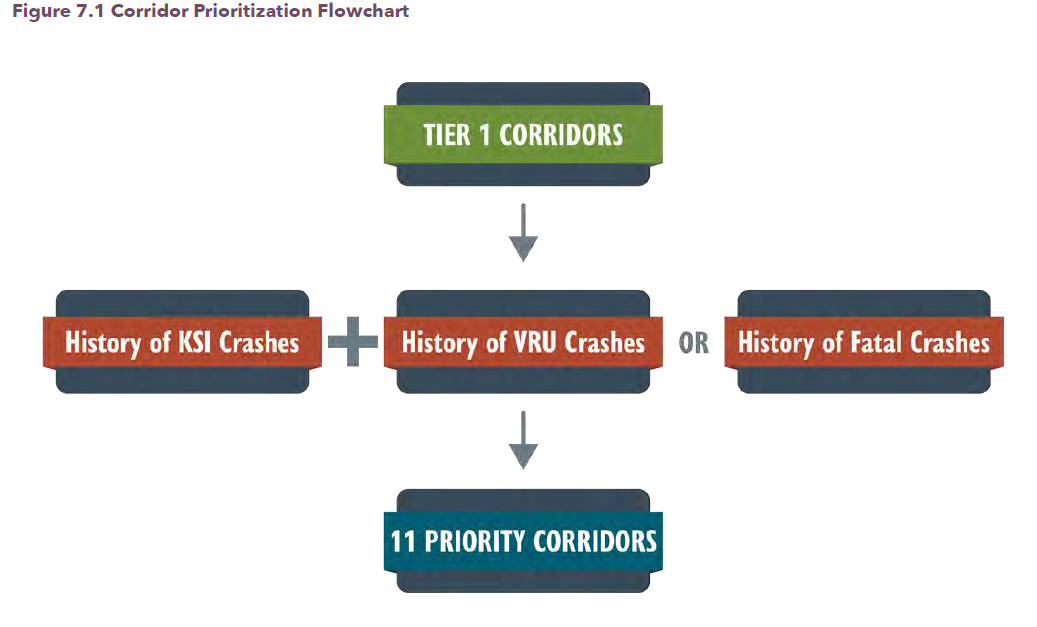 Figure 7.1 Corridor Prioritization Flowchart
TIER 1 CORRIDORS
History of KSI Crashes + History of VRU Crashes OR History of Fatal Crashes
11 PRIORITY CORRIDORS